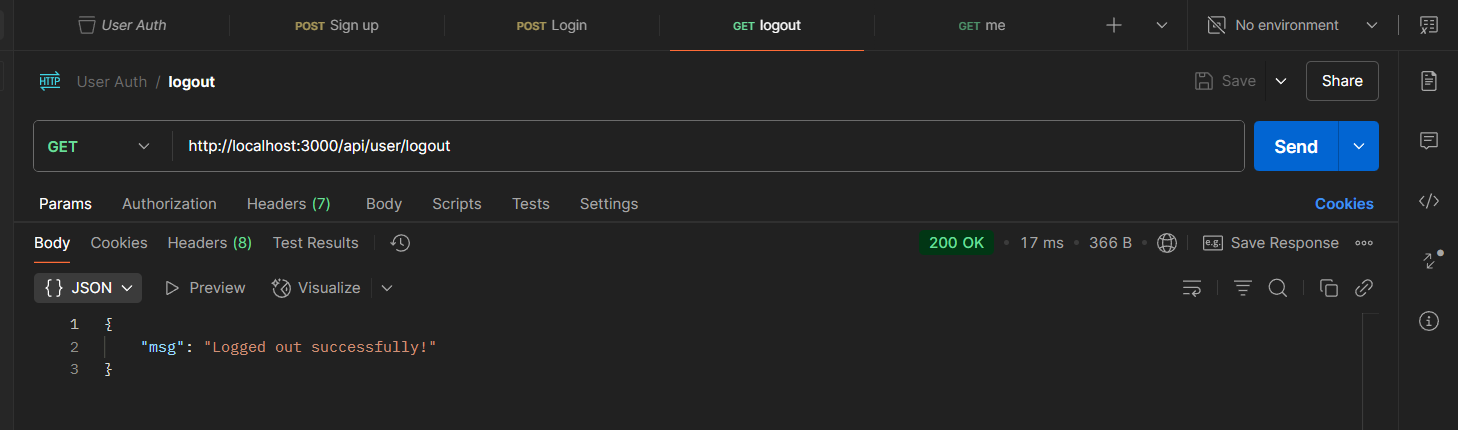 User Auth POST Sign up POST Login GET logout GET me No environment
HTTP User Auth / logout Save Share
GET http://localhost:3000/api/user/logout Send
Params Authorization Headers (7) Body Scripts Tests Settings Cookies
Body Cookies Headers (8) Test Results 200 OK • 17 ms • 366 B • e.g. Save Response
{} JSON Preview Visualize
1 {
2 "msg": "Logged out successfully!"
3 }